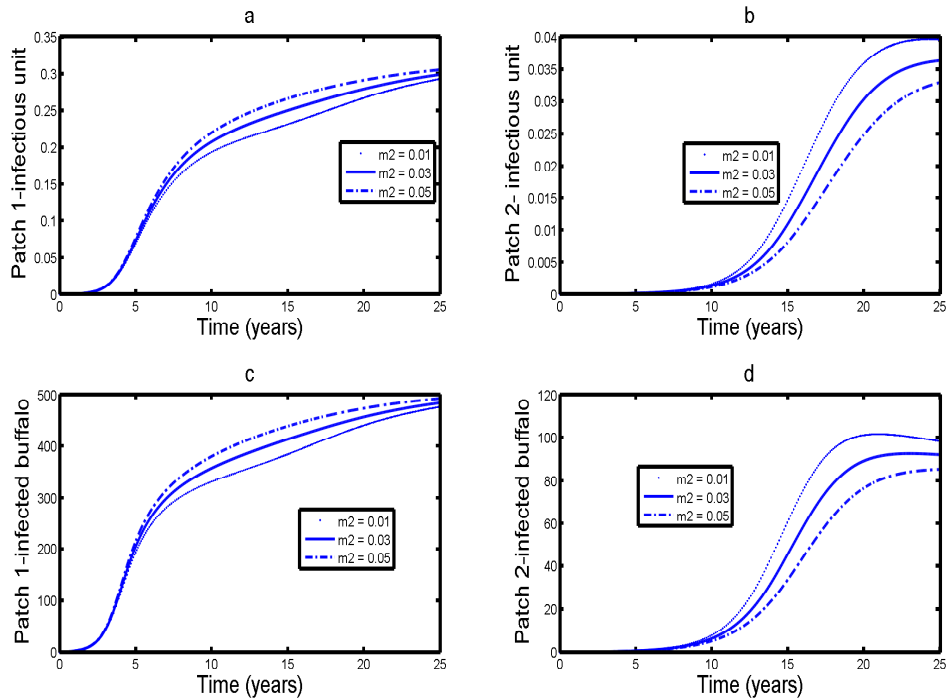 a
Patch 1-infectious unit
0.35
0.3
0.25
0.2
0.15
0.1
0.05
0
0 5 10 15 20 25
Time (years)
m2 = 0.01
m2 = 0.03
m2 = 0.05
b
Patch 2- infectious unit
0.04
0.035
0.03
0.025
0.02
0.015
0.01
0.005
0
0 5 10 15 20 25
Time (years)
m2 = 0.01
m2 = 0.03
m2 = 0.05
c
Patch 1-infected buffalo
500
400
300
200
100
0
0 5 10 15 20 25
Time (years)
m2 = 0.01
m2 = 0.03
m2 = 0.05
d
Patch 2-infected buffalo
120
100
80
60
40
20
0
0 5 10 15 20 25
Time (years)
m2 = 0.01
m2 = 0.03
m2 = 0.05